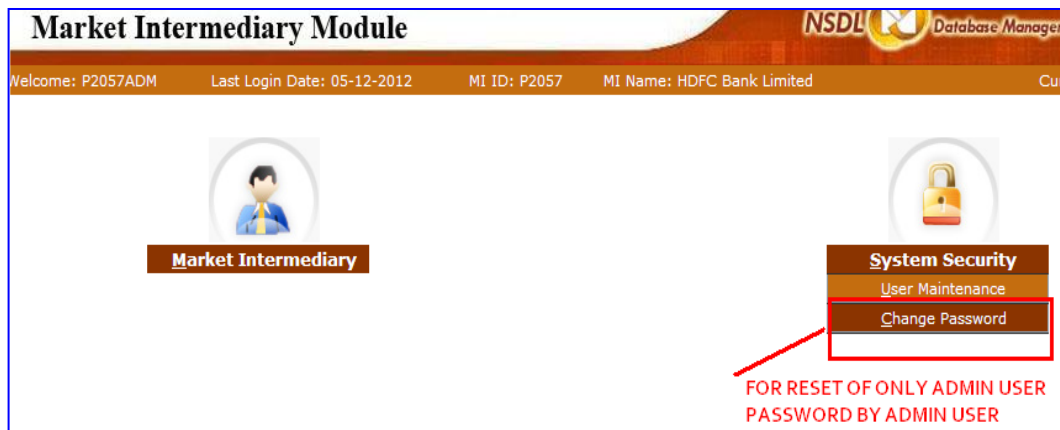 Market Intermediary Module
NSDL Database Manager
Welcome: P2057ADM Last Login Date: 05-12-2012 MI ID: P2057 MI Name: HDFC Bank Limited
Market Intermediary
System Security
User Maintenance
Change Password
FOR RESET OF ONLY ADMIN USER
PASSWORD BY ADMIN USER